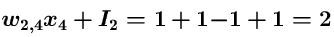 w_{2,4}x_4 + I_2 = 1 + 1−1 + 1 = 2